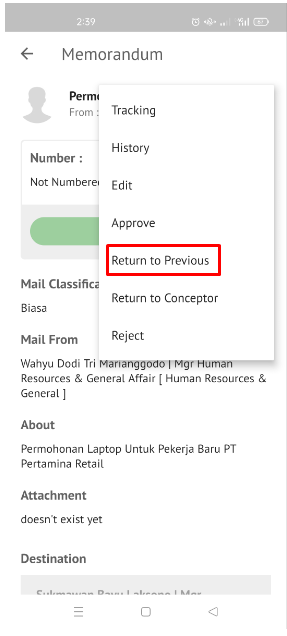 2:39
Memorandum
Permo
From :
Tracking
History
Edit
Approve
Return to Previous
Return to Conceptor
Reject
Number :
Not Numbered
Mail Classifica
Biasa
Mail From
Wahyu Dodi Tri Marianggodo | Mgr Human
Resources & General Affair [ Human Resources &
General ]
About
Permohonan Laptop Untuk Pekerja Baru PT
Pertamina Retail
Attachment
doesn't exist yet
Destination
Sukmawan Bayu Laksono | Mgr